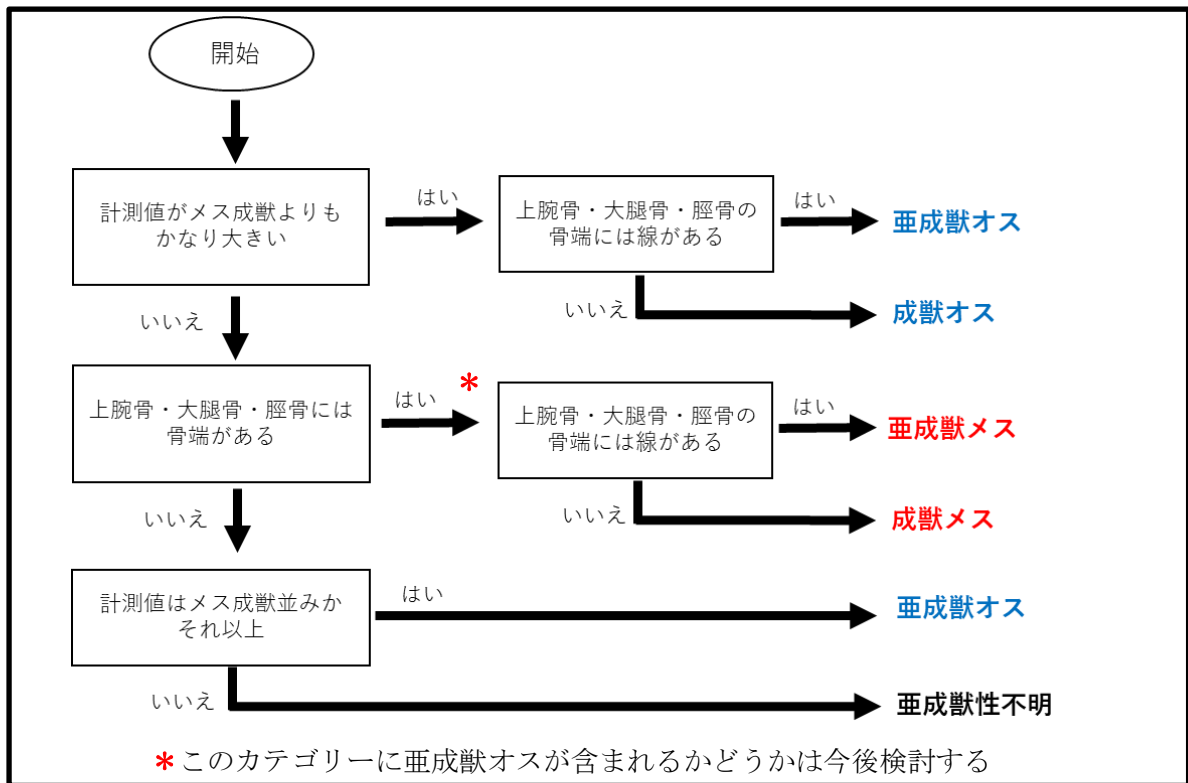 開始
計測値がメス成獣よりも
かなり大きい
はい
上腕骨・大腿骨・脛骨の
骨端には線がある
はい
亜成獣オス
いいえ
成獣オス
いいえ
上腕骨・大腿骨・脛骨には
骨端がある
はい
*
上腕骨・大腿骨・脛骨の
骨端には線がある
はい
亜成獣メス
いいえ
成獣メス
いいえ
計測値はメス成獣並みか
それ以上
はい
亜成獣オス
いいえ
亜成獣性不明
*このカテゴリーに亜成獣オスが含まれるかどうかは今後検討する